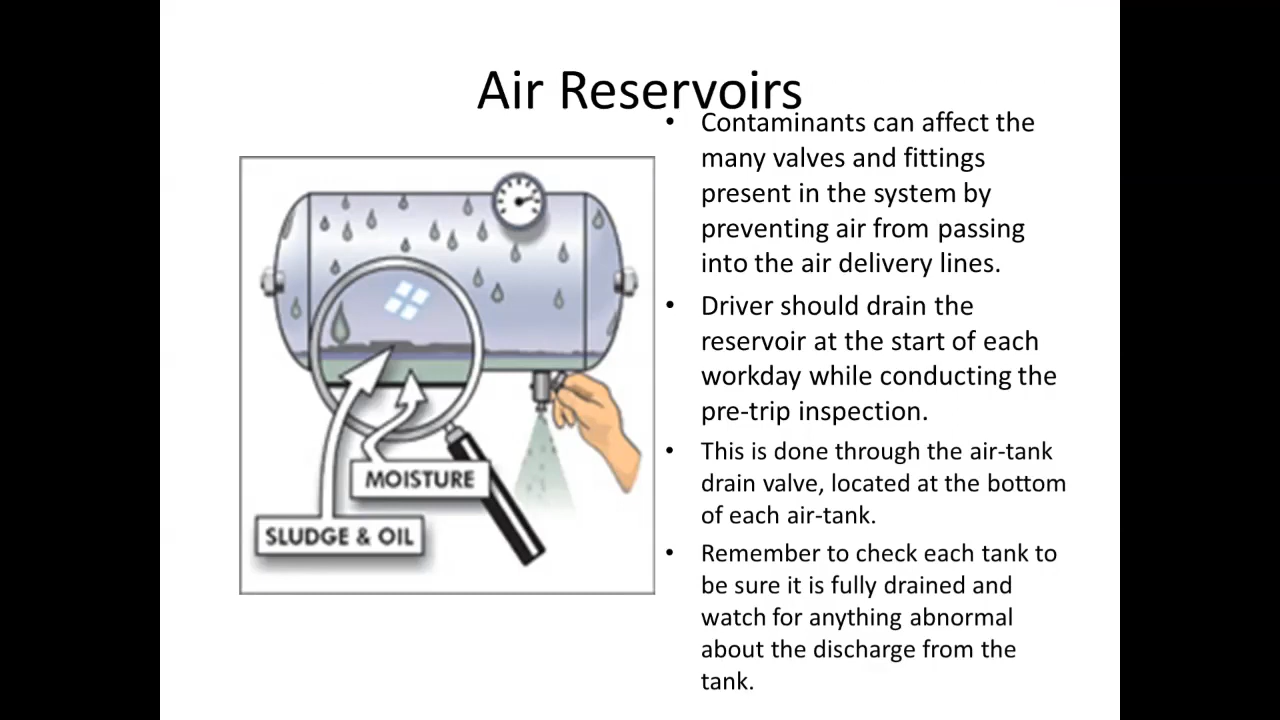 Air Reservoirs
• Contaminants can affect the
many valves and fittings
present in the system by
preventing air from passing
into the air delivery lines.
• Driver should drain the
reservoir at the start of each
workday while conducting the
pre-trip inspection.
• This is done through the air-tank
drain valve, located at the bottom
of each air-tank.
• Remember to check each tank to
be sure it is fully drained and
watch for anything abnormal
about the discharge from the
tank.
MOISTURE
SLUDGE & OIL